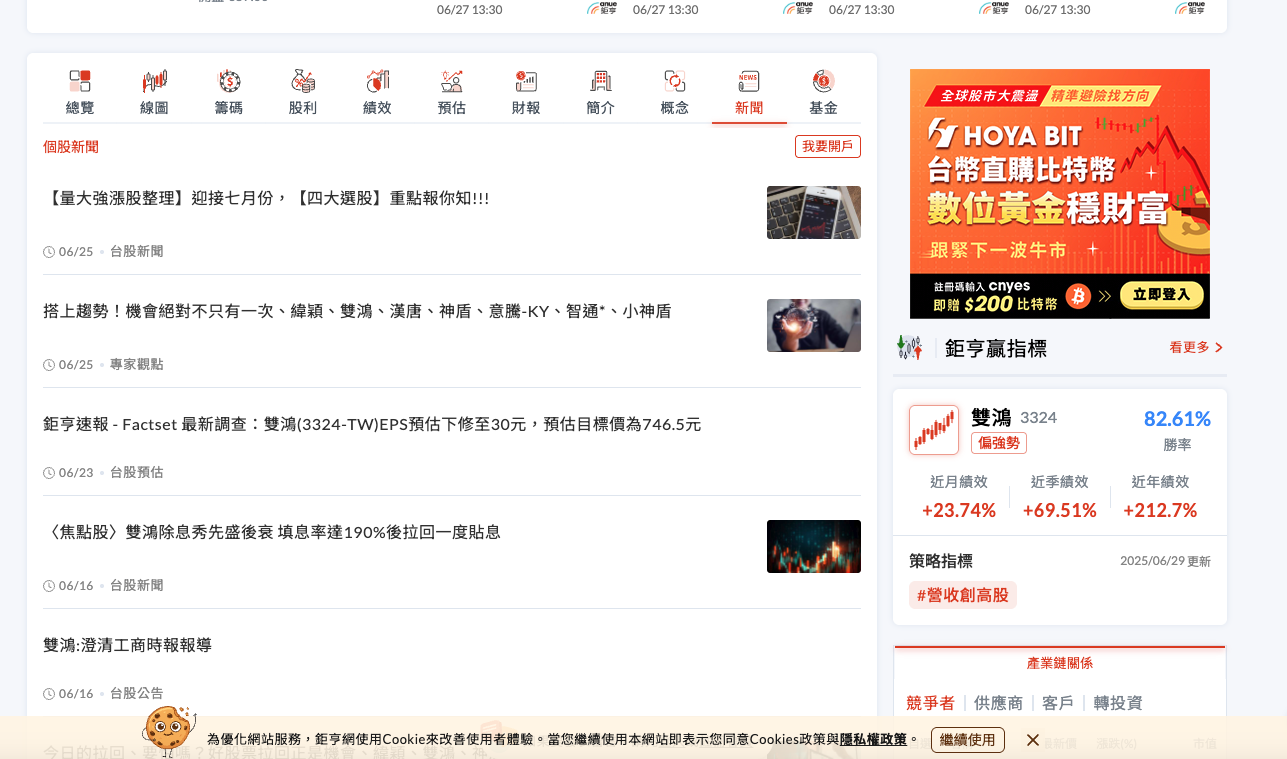 06/27 13:30
anue
鉅亨
06/27 13:30
anue
鉅亨
06/27 13:30
anue
鉅亨
06/27 13:30
anue
鉅亨
總覽
線圖
籌碼
股利
績效
預估
財報
簡介
概念
NEWS
新聞
基金
個股新聞
我要開戶
【量大強漲股整理】迎接七月份，【四大選股】重點報你知!!!
06/25 • 台股新聞
搭上趨勢！機會絕對不只有一次、緯穎、雙鴻、漢唐、神盾、意騰-KY、智通*、小神盾
06/25 • 專家觀點
鉅亨速報 - Factset 最新調查：雙鴻(3324-TW)EPS預估下修至30元，預估目標價為746.5元
06/23 • 台股預估
〈焦點股〉雙鴻除息秀先盛後衰 填息率達190%後拉回一度貼息
06/16 • 台股新聞
雙鴻:澄清工商時報報導
06/16 • 台股公告
全球股市大震盪 精準避險找方向
HOYA BIT
台幣直購比特幣
數位黃金穩財富
跟緊下一波牛市
註冊碼輸入 cnyes
即贈 $200 比特幣
立即登入
鉅亨贏指標
看更多
雙鴻 3324
偏強勢
82.61%
勝率
近月績效
+23.74%
近季績效
+69.51%
近年績效
+212.7%
策略指標
2025/06/29 更新
#營收創高股
產業鏈關係
競爭者 | 供應商 | 客戶 | 轉投資
為優化網站服務，鉅亨網使用Cookie來改善使用者體驗。當您繼續使用本網站即表示您同意Cookies政策與隱私權政策。
繼續使用